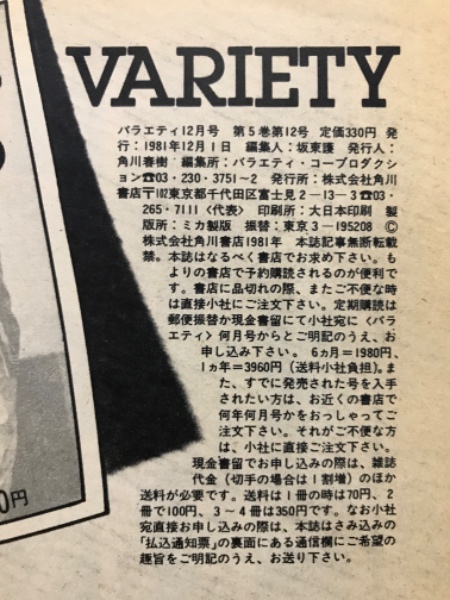 VARIETY
バラエティ12月号 第5巻第12号 定価330円 発
行:1981年12月1日 編集人:坂東護 発行人:
角川春樹 編集所:バラエティ・コープロダクシ
ョン☎03・230・3751~2 発行所:株式会社角川
書店〒102東京都千代田区富士見2-13-3☎03・
265・7111〈代表〉 印刷所:大日本印刷 製
版所:ミカ製版 振替:東京3-195208 ©
株式会社角川書店1981年 本誌記事無断転載
禁。本誌はなるべく書店でお求め下さい。も
よりの書店で予約購読されるのが便利で
す。書店に品切れの際、またご不便な時
は直接小社にご注文下さい。定期購読は
郵便振替か現金書留にて小社宛に〈バラ
エティ〉何月号からとご明記のうえ、お
申し込み下さい。 6ヵ月=1980円、
1ヵ年=3960円(送料小社負担)。ま
た、すでに発売された号を入手
されたい方は、お近くの書店で
何年何月号かをおっしゃってご
注文下さい。それがご不便な方
は、小社に直接ご注文下さい。
現金書留でお申し込みの際は、雑誌
代金(切手の場合は1割増)のほか
送料が必要です。送料は1冊の時は70円、2
冊で100円、3~4冊は350円です。なお小社
宛直接お申し込みの際は、本誌はさみ込みの
「払込通知票」の裏面にある通信欄にご希望の
趣旨をご明記のうえ、お送り下さい。
0円